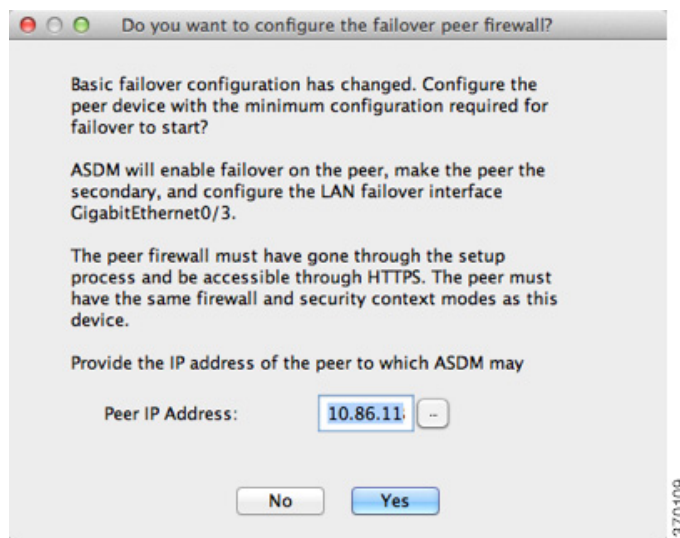 Do you want to configure the failover peer firewall?
Basic failover configuration has changed. Configure the
peer device with the minimum configuration required for
failover to start?
ASDM will enable failover on the peer, make the peer the
secondary, and configure the LAN failover interface
GigabitEthernet0/3.
The peer firewall must have gone through the setup
process and be accessible through HTTPS. The peer must
have the same firewall and security context modes as this
device.
Provide the IP address of the peer to which ASDM may
Peer IP Address: 10.86.11 ..
No Yes
370109